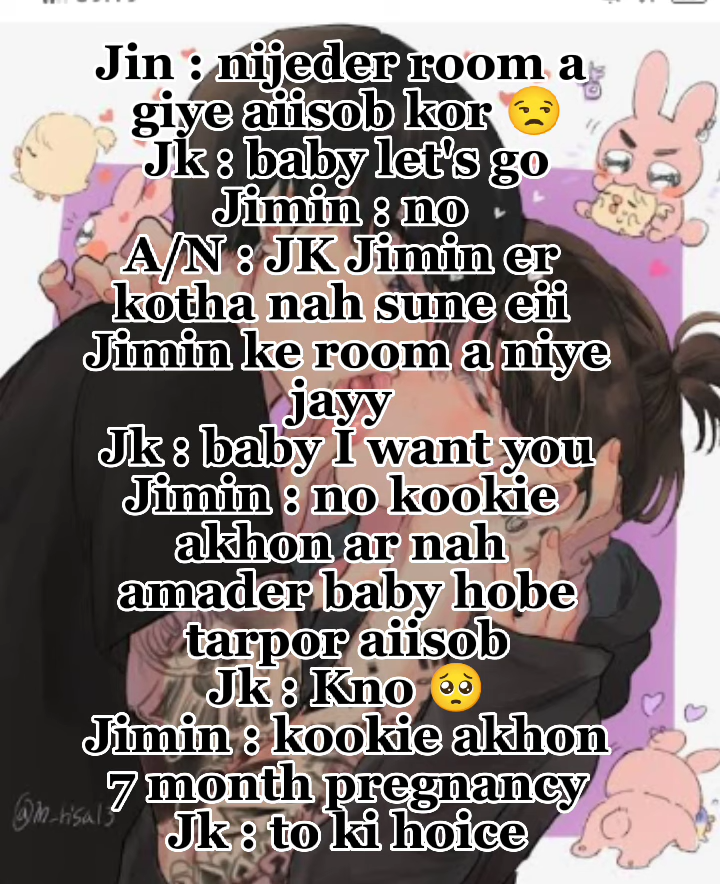 Jin : nijeder room a
giye aiisob kor 😒
Jk : baby let's go
Jimin : no
A/N : JK Jimin er
kotha nah sune eii
Jimin ke room a niye
jayy
Jk : baby I want you
Jimin : no kookie
akhon ar nah
amader baby hobe
tarpor aiisob
Jk : Kno 🥺
Jimin : kookie akhon
7 month pregnancy
Jk : to ki hoice